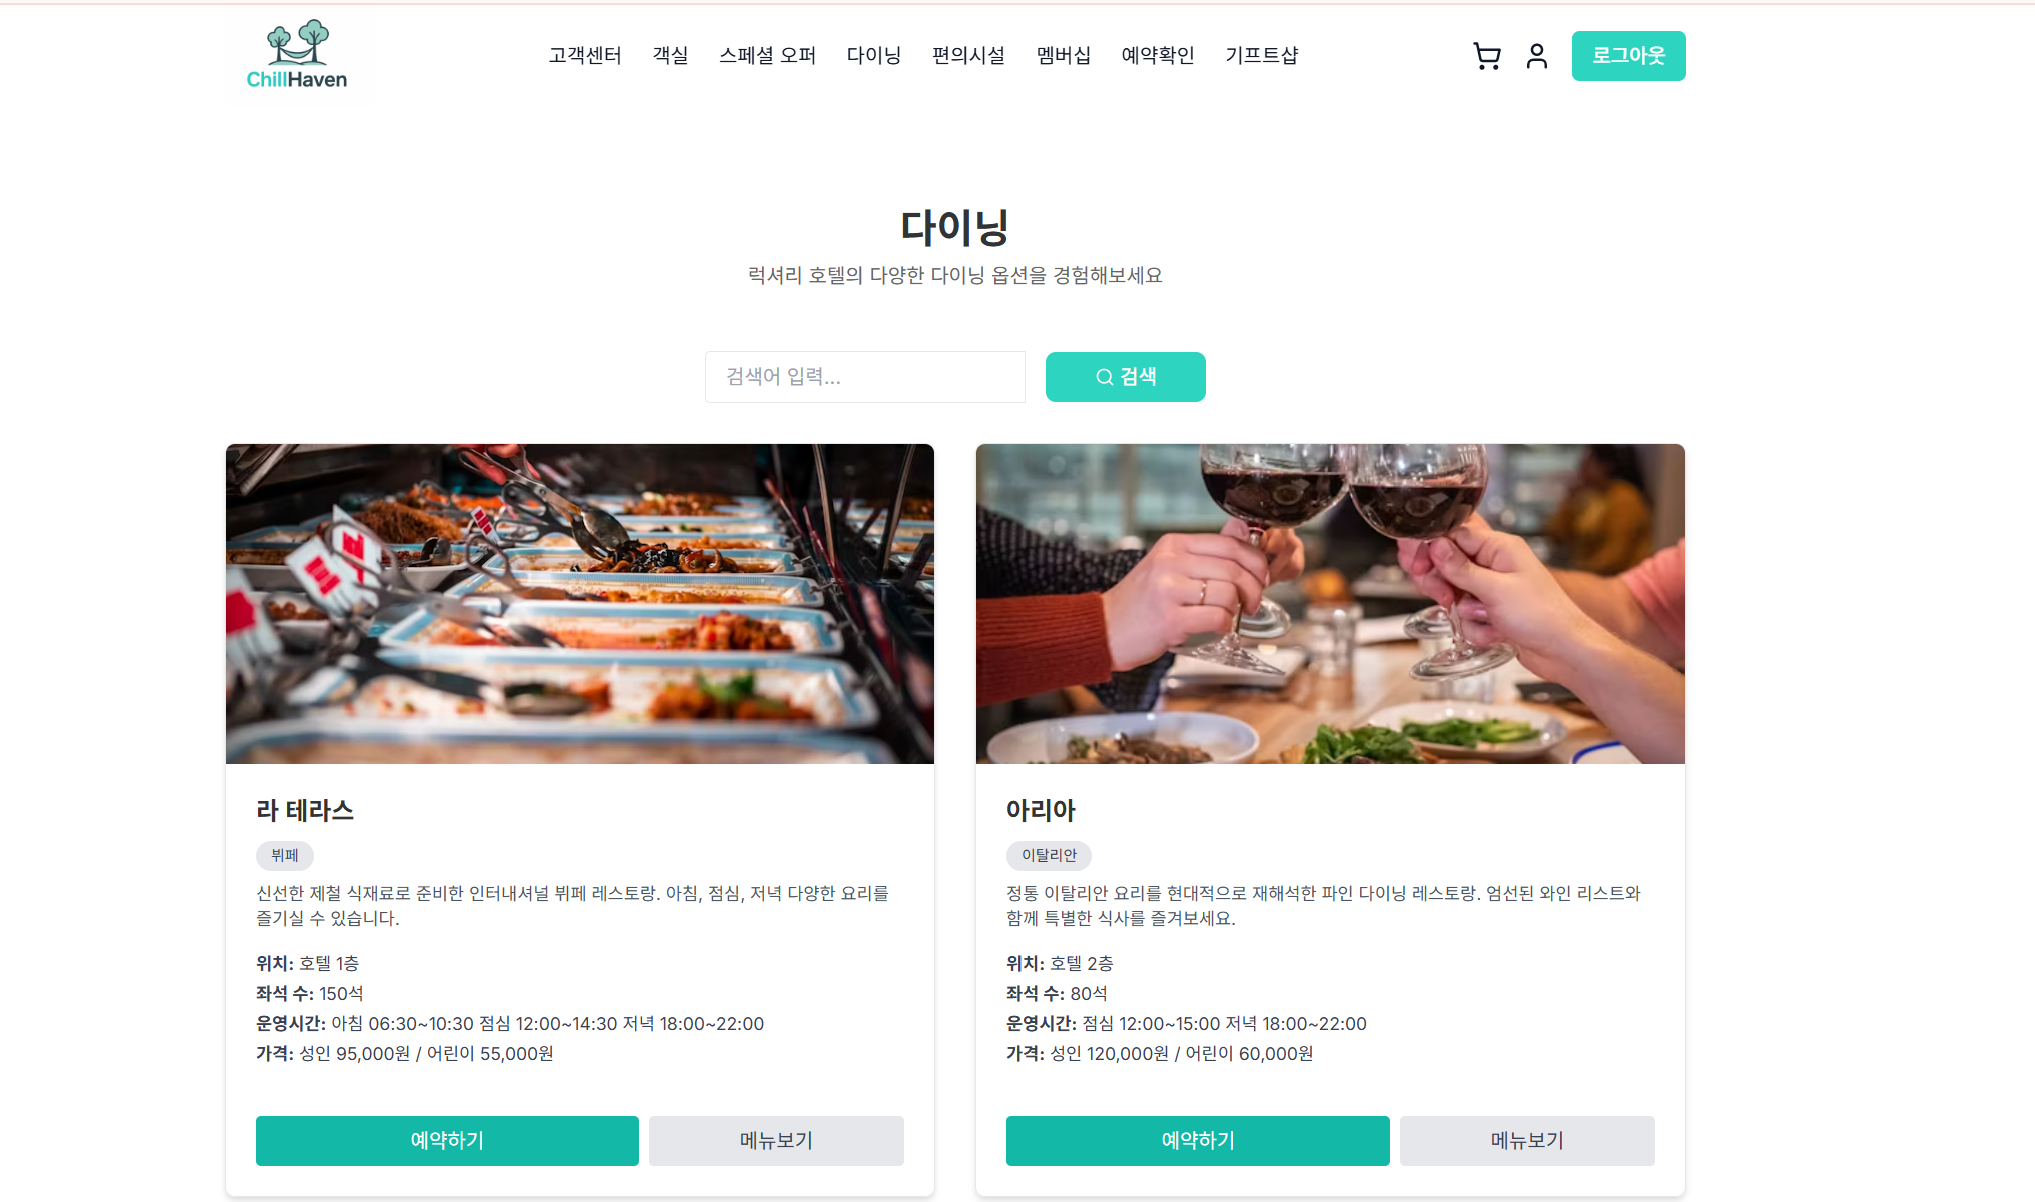 ChillHaven
고객센터 객실 스페셜 오퍼 다이닝 편의시설 멤버십 예약확인 기프트샵
로그아웃
다이닝
럭셔리 호텔의 다양한 다이닝 옵션을 경험해보세요
검색어 입력...
검색
라 테라스
뷔페
신선한 제철 식재료로 준비한 인터내셔널 뷔페 레스토랑. 아침, 점심, 저녁 다양한 요리를
즐기실 수 있습니다.
위치: 호텔 1층
좌석 수: 150석
운영시간: 아침 06:30~10:30 점심 12:00~14:30 저녁 18:00~22:00
가격: 성인 95,000원 / 어린이 55,000원
예약하기
메뉴보기
아리아
이탈리안
정통 이탈리안 요리를 현대적으로 재해석한 파인 다이닝 레스토랑. 엄선된 와인 리스트와
함께 특별한 식사를 즐겨보세요.
위치: 호텔 2층
좌석 수: 80석
운영시간: 점심 12:00~15:00 저녁 18:00~22:00
가격: 성인 120,000원 / 어린이 60,000원
예약하기
메뉴보기